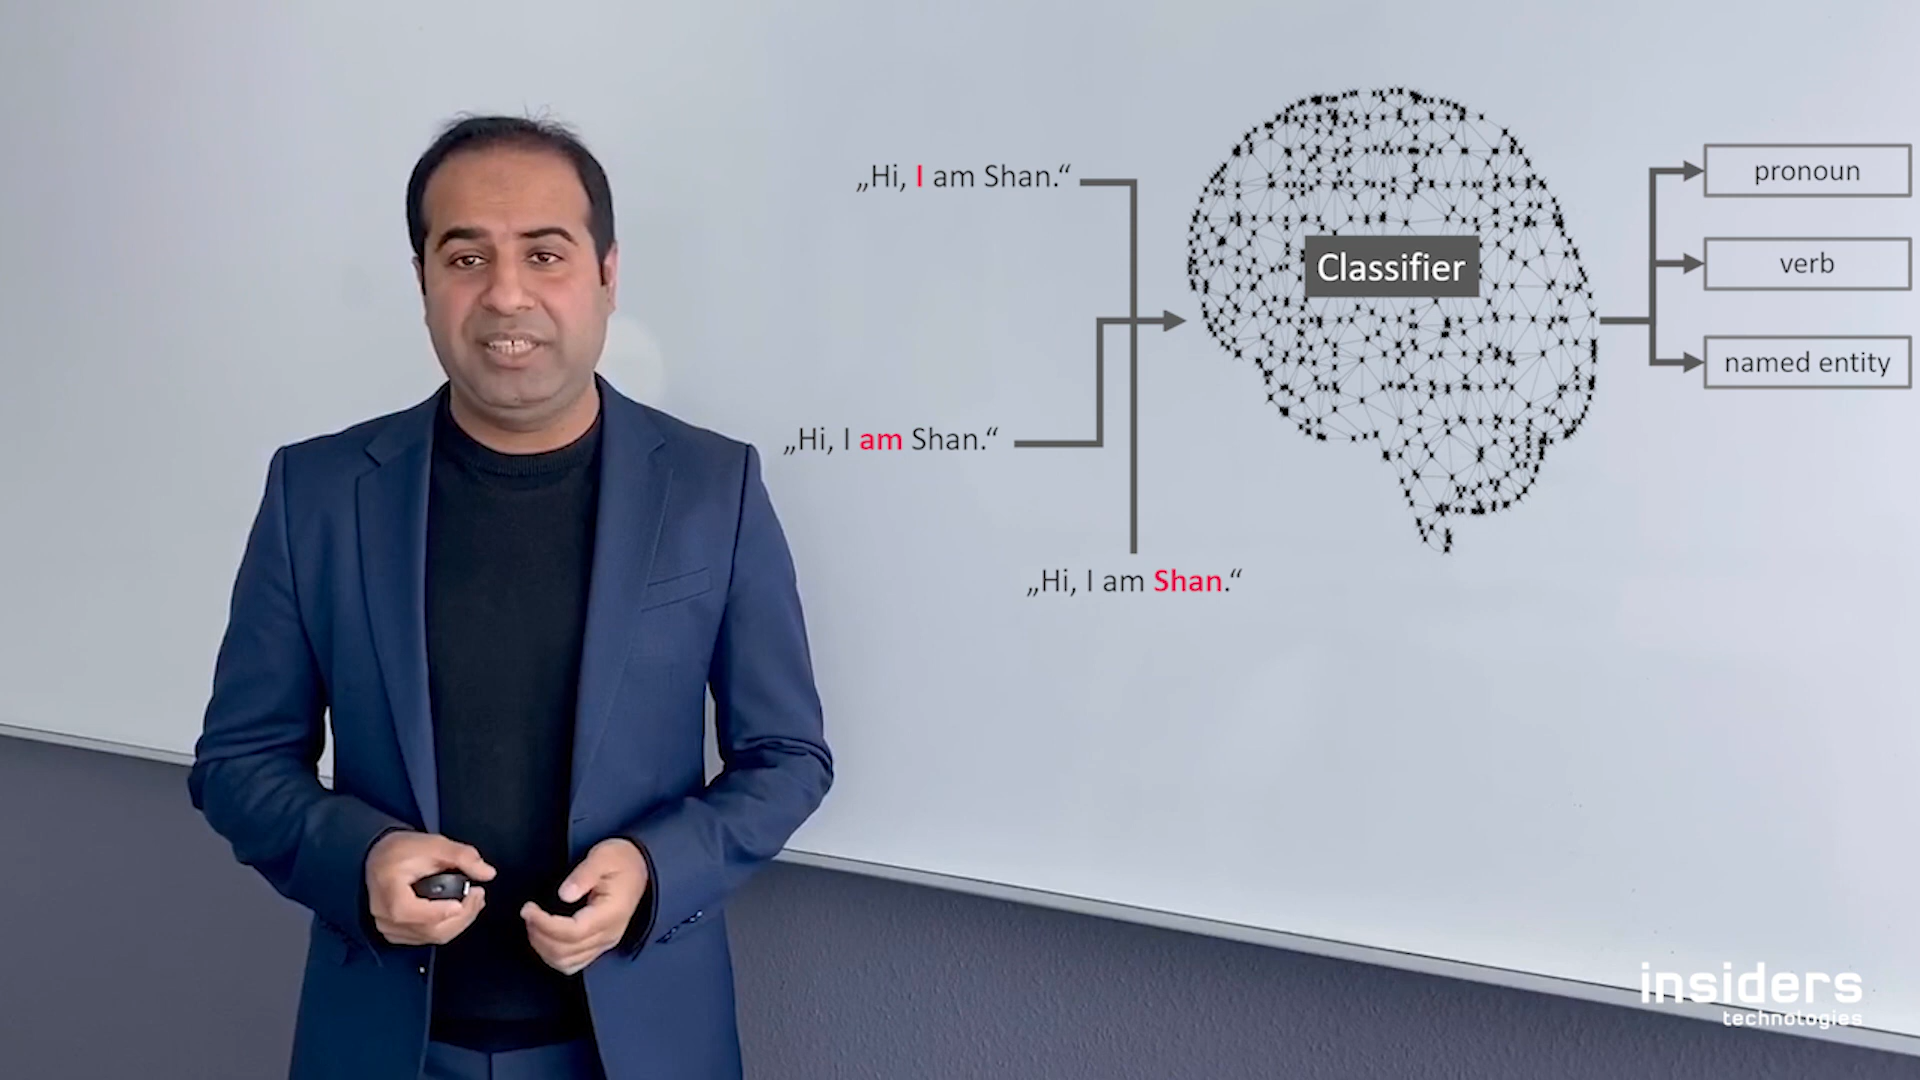 „Hi, I am Shan.“
„Hi, I am Shan.“
„Hi, I am Shan.“
Classifier
pronoun
verb
named entity
insiders
technologies